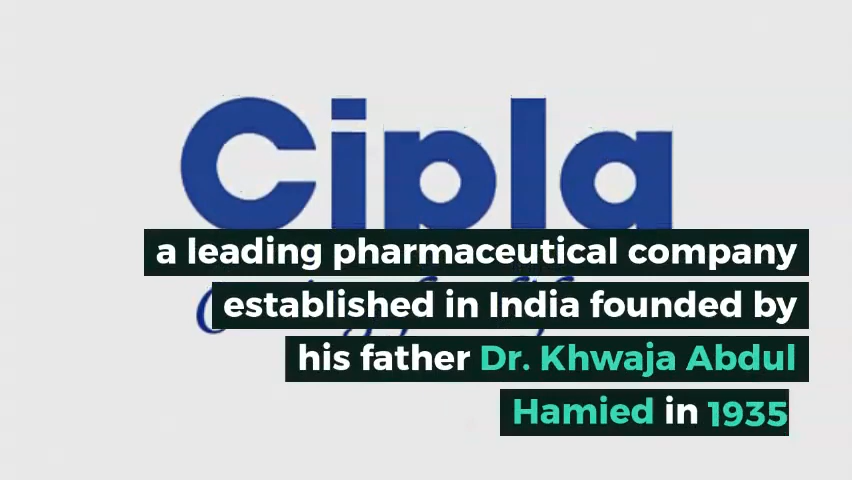 Cipla
a leading pharmaceutical company
established in India founded by
his father Dr. Khwaja Abdul
Hamied in 1935